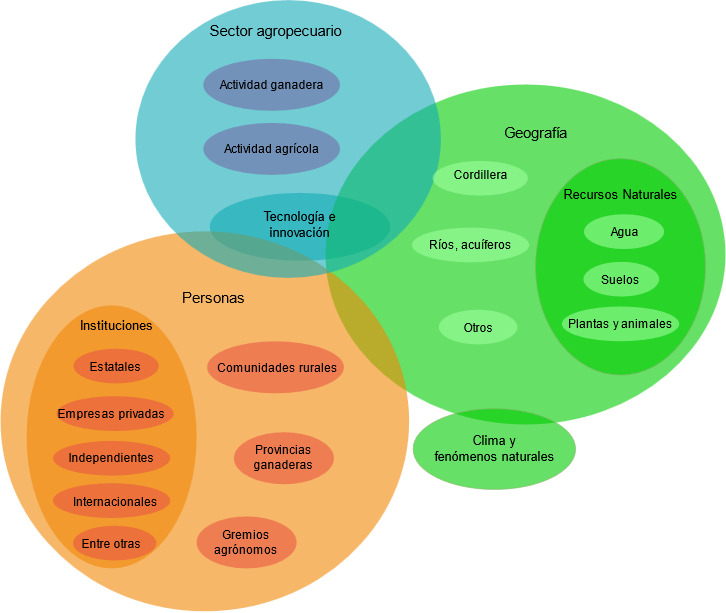 Sector agropecuario
Actividad ganadera
Actividad agrícola
Tecnología e
innovación
Geografía
Cordillera
Ríos, acuíferos
Otros
Recursos Naturales
Agua
Suelos
Plantas y animales
Clima y
fenómenos naturales
Personas
Instituciones
Estatales
Empresas privadas
Independientes
Internacionales
Entre otras
Comunidades rurales
Provincias
ganaderas
Gremios
agrónomos